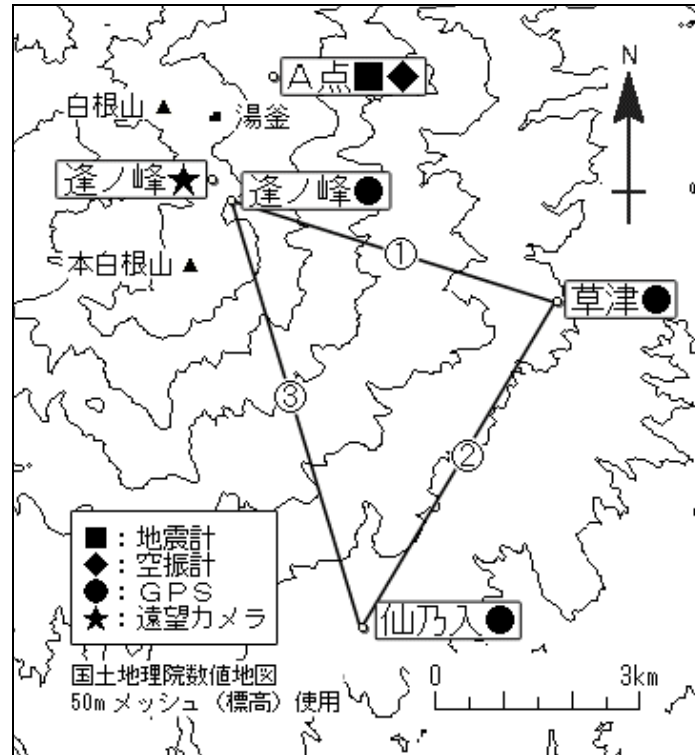 N
A点■◆
白根山▲
■湯釜
逢ノ峰★
逢ノ峰●
本白根山▲
①
草津●
③
②
■：地震計
◆：空振計
●：GPS
★：遠望カメラ
仙乃入●
国土地理院数値地図
50mメッシュ（標高）使用
0 3km